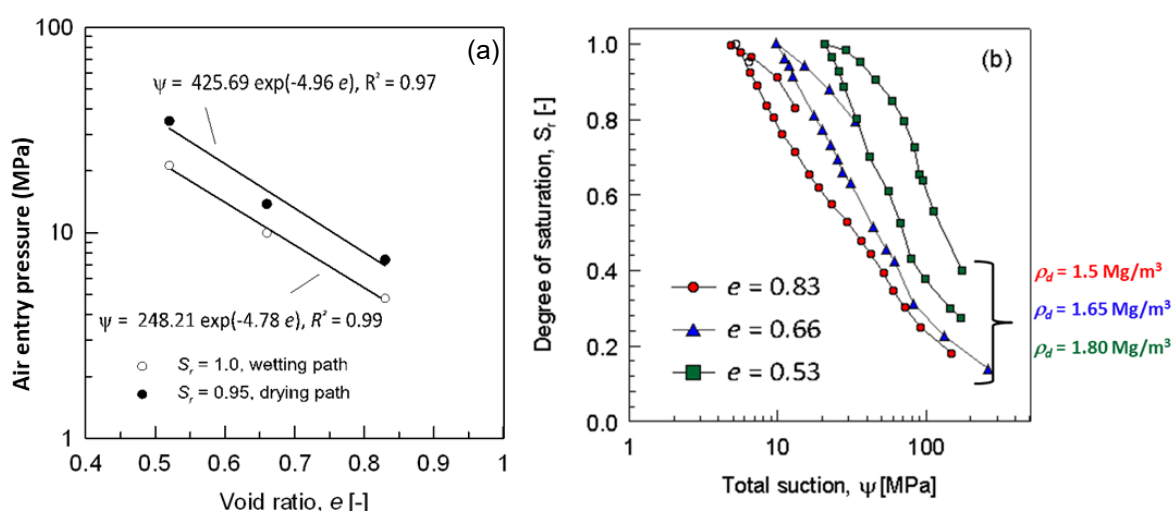 (a)
ψ = 425.69 exp(-4.96 e), R² = 0.97
ψ = 248.21 exp(-4.78 e), R² = 0.99
Sr = 1.0, wetting path
Sr = 0.95, drying path
Air entry pressure (MPa)
100
10
1
0.4 0.5 0.6 0.7 0.8 0.9 1
Void ratio, e [-]
(b)
Degree of saturation, Sr [-]
1.0
0.8
0.6
0.4
0.2
0.0
e = 0.83
e = 0.66
e = 0.53
1 10 100
Total suction, ψ [MPa]
ρd = 1.5 Mg/m³
ρd = 1.65 Mg/m³
ρd = 1.80 Mg/m³